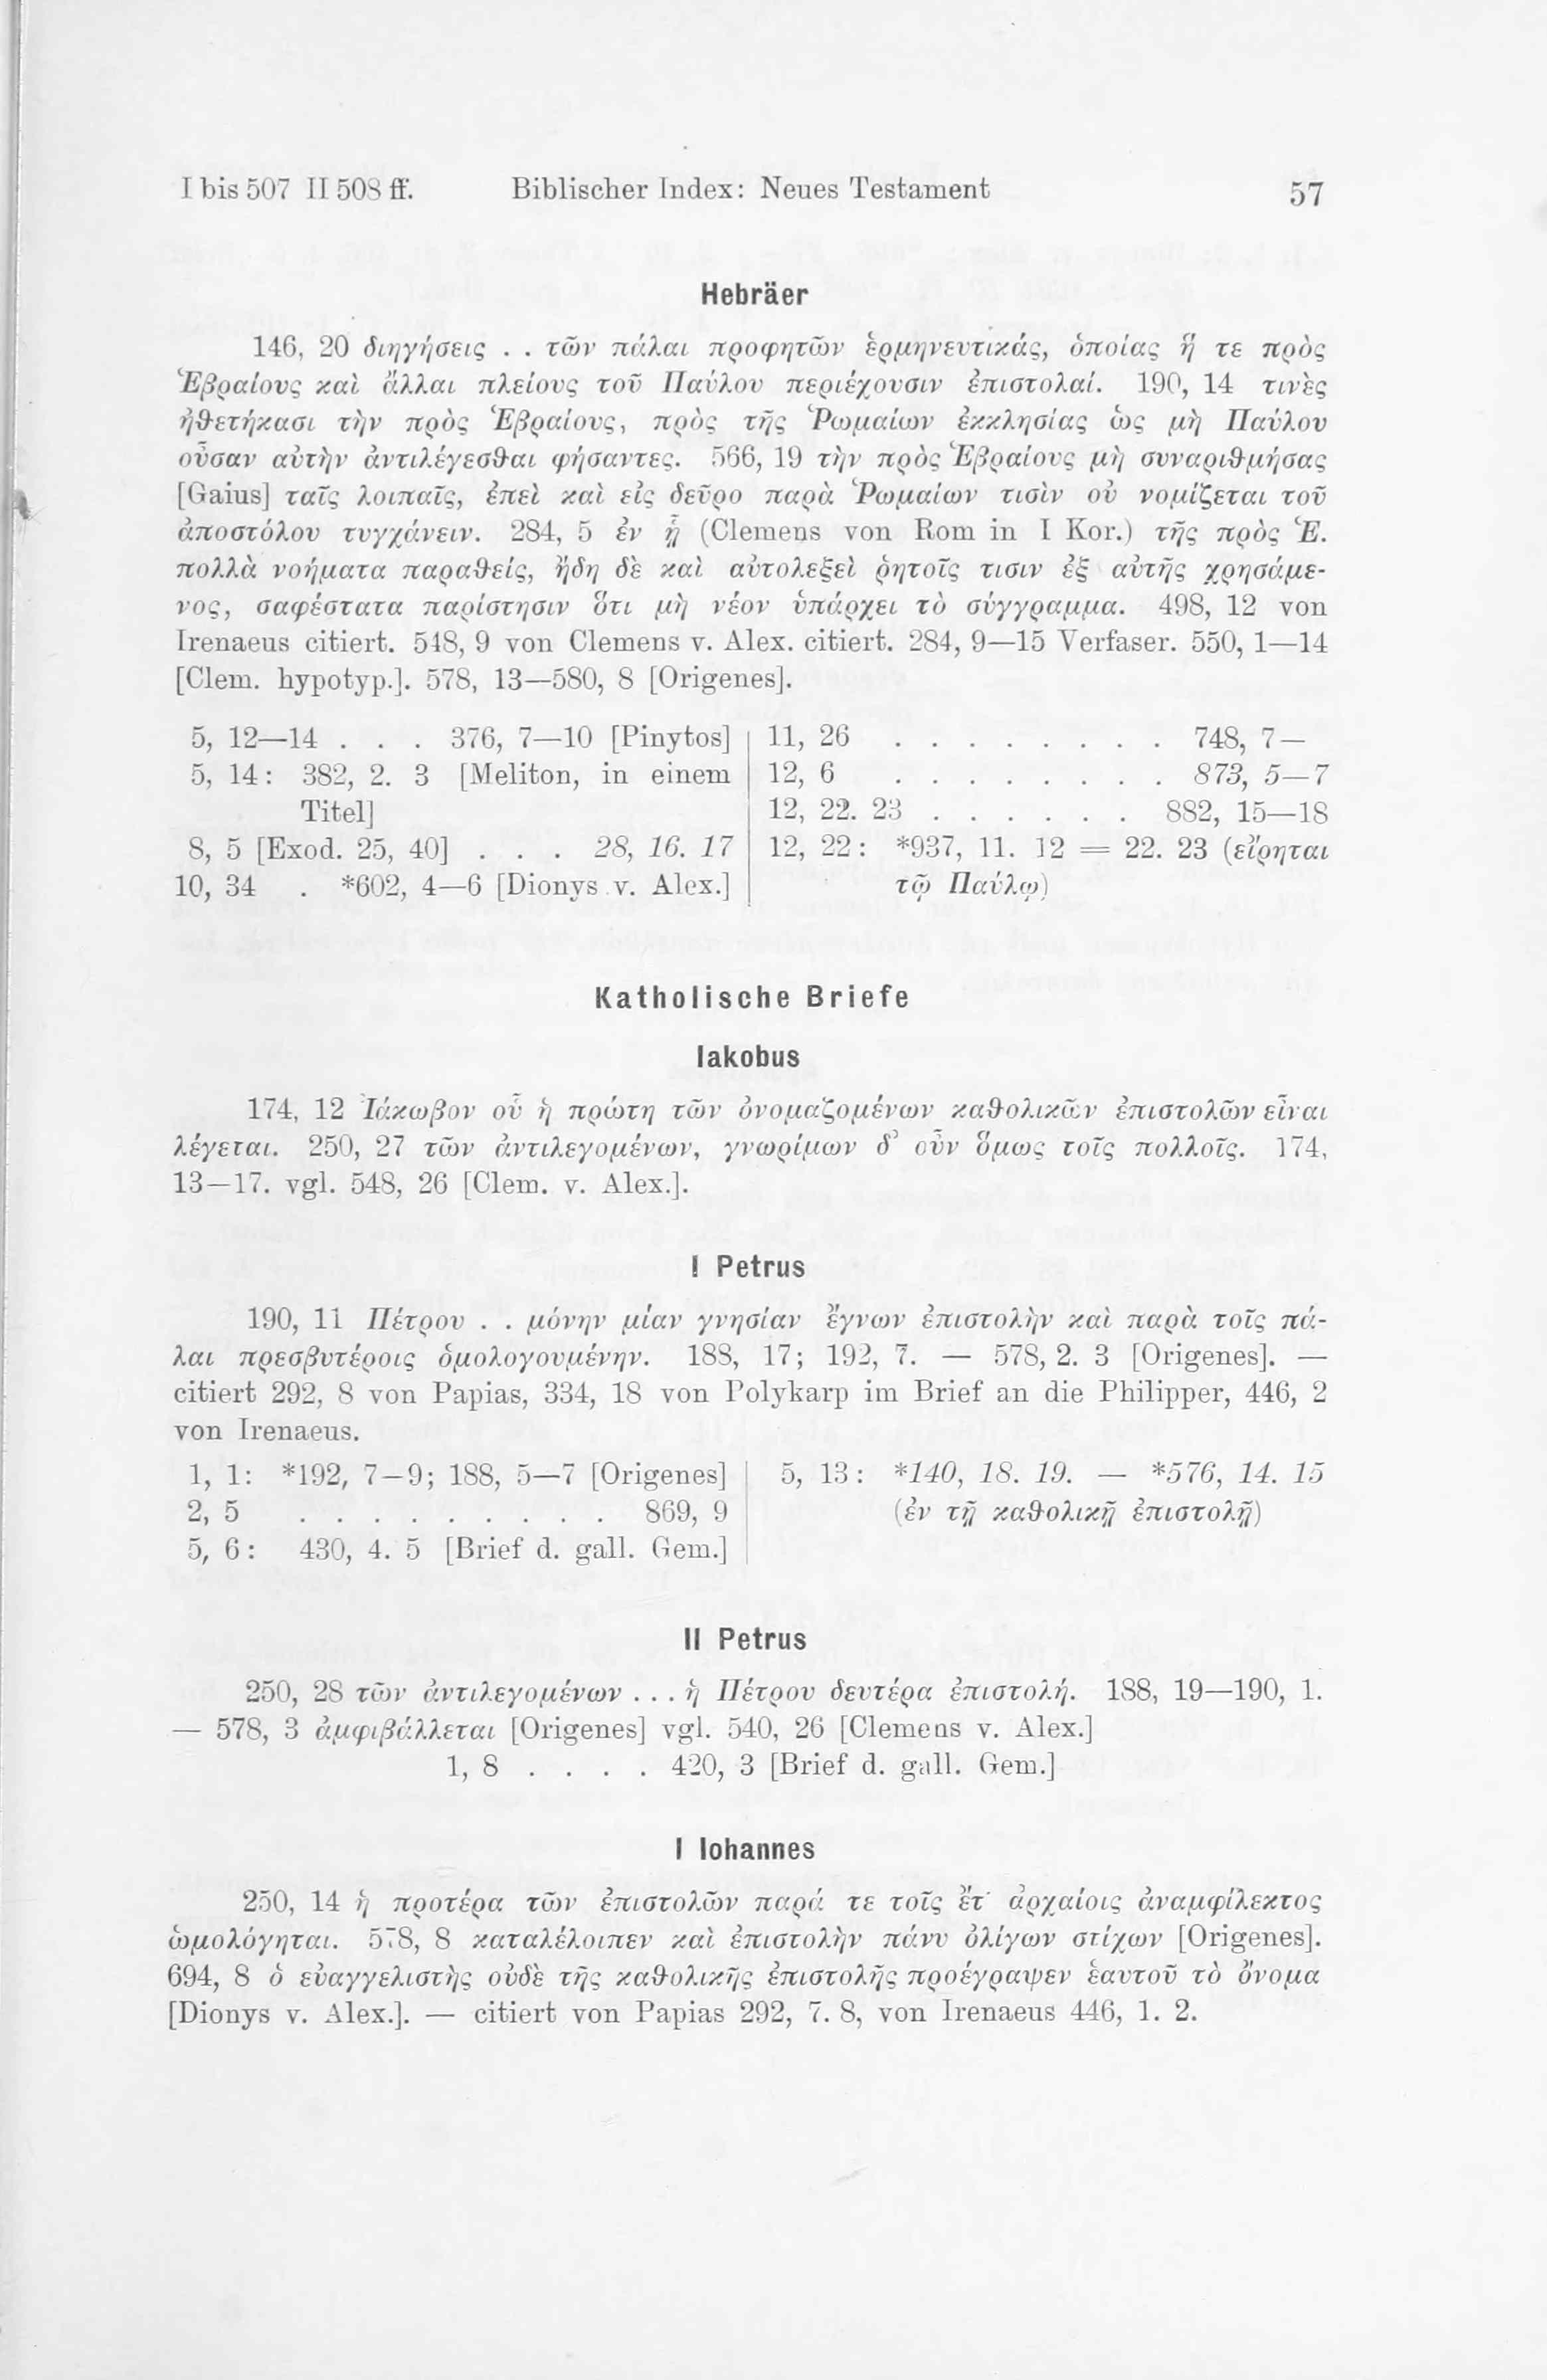 I bis 507 II 508 ff. Biblischer Index: Neues Testament 57
Hebräer
146, 20 διηγήσεις . . τῶν πάλαι προφητῶν ἑρμηνευτικάς, ὁποίας ἥ τε πρὸς
Ἑβραίους καὶ ἄλλαι πλείους τοῦ Παύλου περιέχουσιν ἐπιστολαί. 190, 14 τινὲς
ἠθετήκασι τὴν πρὸς Ἑβραίους, πρὸς τῆς Ῥωμαίων ἐκκλησίας ὡς μὴ Παύλου
οὖσαν αὐτὴν ἀντιλέγεσθαι φήσαντες. 566, 19 τὴν πρὸς Ἑβραίους μὴ συναριθμήσας
[Gaius] ταῖς λοιπαῖς, ἐπεὶ καὶ εἰς δεῦρο παρὰ Ῥωμαίων τισὶν οὐ νομίζεται τοῦ
ἀποστόλου τυγχάνειν. 284, 5 ἐν ᾗ (Clemens von Rom in I Kor.) τῆς πρὸς Ἑ.
πολλὰ νοήματα παραθείς, ἤδη δὲ καὶ αὐτολεξεὶ ῥητοῖς τισιν ἐξ αὐτῆς χρησάμε-
νος, σαφέστατα παρίστησιν ὅτι μὴ νέον ὑπάρχει τὸ σύγγραμμα. 498, 12 von
Irenaeus citiert. 548, 9 von Clemens v. Alex. citiert. 284, 9—15 Verfaser. 550, 1—14
[Clem. hypotyp.]. 578, 13—580, 8 [Origenes].
5, 12—14 . . . 376, 7—10 [Pinytos]
5, 14: 382, 2. 3 [Meliton, in einem
Titel]
8, 5 [Exod. 25, 40] . . . 28, 16. 17
10, 34 . *602, 4—6 [Dionys v. Alex.]
11, 26 . . . . . . . . 748, 7—
12, 6 . . . . . . . . 873, 5—7
12, 22. 23 . . . . . . 882, 15—18
12, 22: *937, 11. 12 = 22. 23 (εἴρηται
τῷ Παύλῳ)
Katholische Briefe
Iakobus
174, 12 Ἰάκωβον οὗ ἡ πρώτη τῶν ὀνομαζομένων καθολικῶν ἐπιστολῶν εἶναι
λέγεται. 250, 27 τῶν ἀντιλεγομένων, γνωρίμων δ’ οὖν ὅμως τοῖς πολλοῖς. 174,
13—17. vgl. 548, 26 [Clem. v. Alex.].
I Petrus
190, 11 Πέτρου . . μόνην μίαν γνησίαν ἔγνων ἐπιστολὴν καὶ παρὰ τοῖς πά-
λαι πρεσβυτέροις ὁμολογουμένην. 188, 17; 192, 7. — 578, 2. 3 [Origenes]. —
citiert 292, 8 von Papias, 334, 18 von Polykarp im Brief an die Philipper, 446, 2
von Irenaeus.
1, 1: *192, 7—9; 188, 5—7 [Origenes]
2, 5 . . . . . . . . . 869, 9
5, 6: 430, 4. 5 [Brief d. gall. Gem.]
5, 13: *140, 18. 19. — *576, 14. 15
(ἐν τῇ καθολικῇ ἐπιστολῇ)
II Petrus
250, 28 τῶν ἀντιλεγομένων . . . ἡ Πέτρου δευτέρα ἐπιστολή. 188, 19—190, 1.
— 578, 3 ἀμφιβάλλεται [Origenes] vgl. 540, 26 [Clemens v. Alex.]
1, 8 . . . . 420, 3 [Brief d. gall. Gem.]
I Iohannes
250, 14 ἡ προτέρα τῶν ἐπιστολῶν παρά τε τοῖς ἔτ’ ἀρχαίοις ἀναμφίλεκτος
ὡμολόγηται. 578, 8 καταλέλοιπεν καὶ ἐπιστολὴν πάνυ ὀλίγων στίχων [Origenes].
694, 8 ὁ εὐαγγελιστὴς οὐδὲ τῆς καθολικῆς ἐπιστολῆς προέγραψεν ἑαυτοῦ τὸ ὄνομα
[Dionys v. Alex.]. — citiert von Papias 292, 7. 8, von Irenaeus 446, 1. 2.